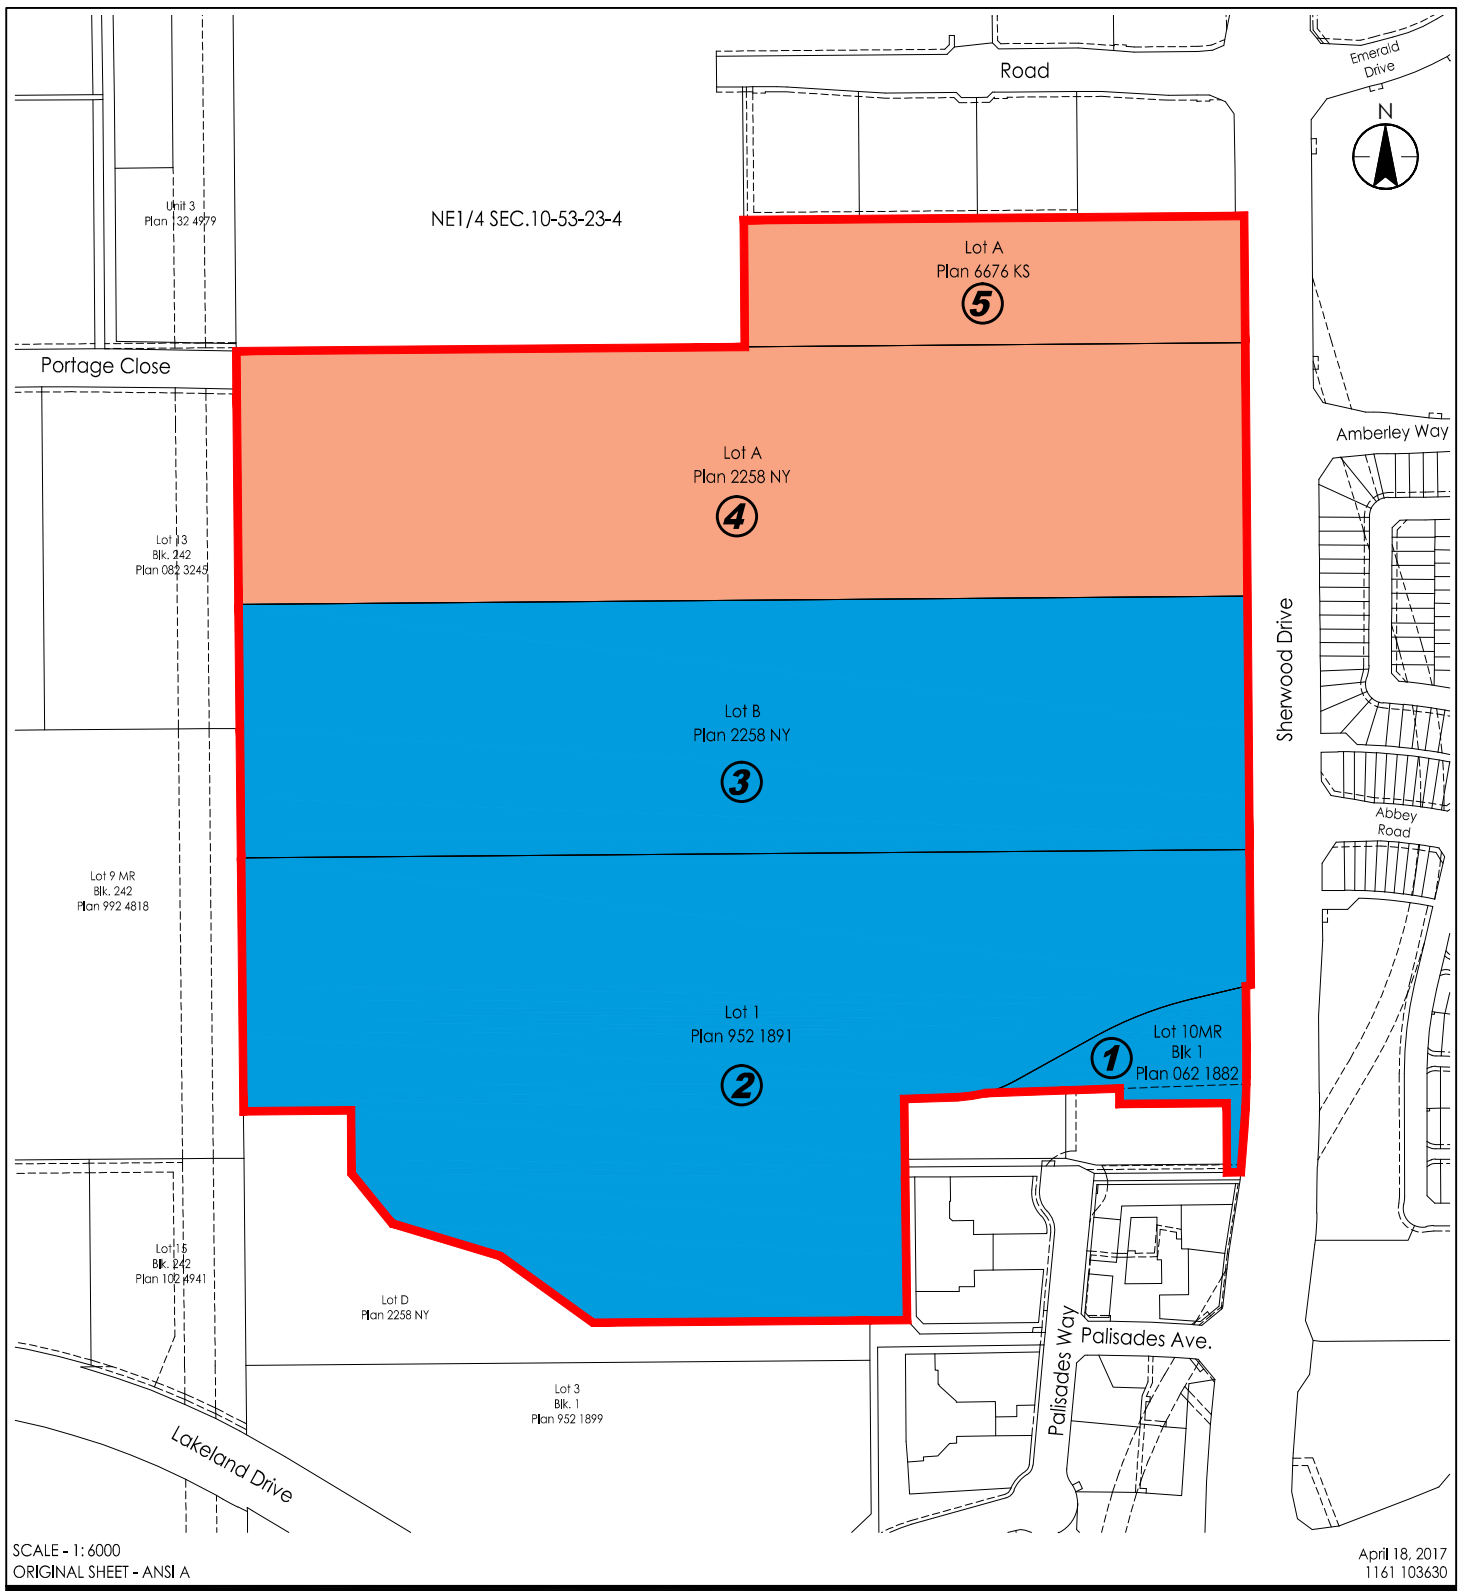 Road
Emerald
Drive
N
Unit 3
Plan 132 4979
NE1/4 SEC.10-53-23-4
Lot A
Plan 6676 KS
5
Portage Close
Amberley Way
Lot A
Plan 2258 NY
4
Lot 13
Blk. 242
Plan 082 3245
Sherwood Drive
Lot B
Plan 2258 NY
3
Abbey
Road
Lot 9 MR
Blk. 242
Plan 992 4818
Lot 1
Plan 952 1891
2
1
Lot 10MR
Blk 1
Plan 062 1882
Lot 15
Blk. 242
Plan 102 4941
Lot D
Plan 2258 NY
Palisades Way
Palisades Ave.
Lot 3
Blk. 1
Plan 952 1899
Lakeland Drive
SCALE - 1:6000
ORIGINAL SHEET - ANSI A
April 18, 2017
1161 103630